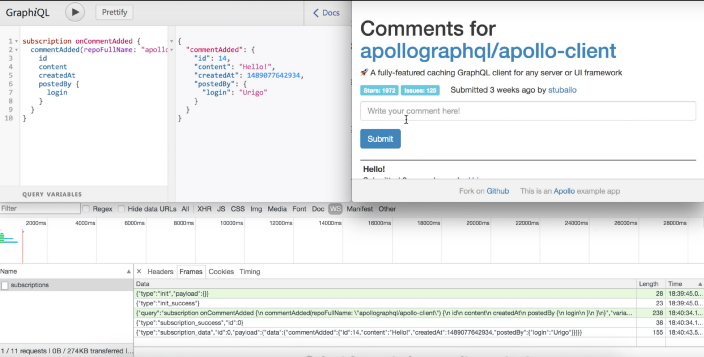 GraphiQL
Prettify
< Docs
1 subscription onCommentAdded {
2 commentAdded(repoFullName: "apollo
3 id
4 content
5 createdAt
6 postedBy {
7 login
8 }
9 }
10 }
{
"commentAdded": {
"id": 14,
"content": "Hello!",
"createdAt": 1489077642934,
"postedBy": {
"login": "Urigo"
}
}
}
QUERY VARIABLES
Comments for
apollographql/apollo-client
🚀 A fully-featured caching GraphQL client for any server or UI framework
Stars: 1972 Issues: 125 Submitted 3 weeks ago by stubailo
Write your comment here!
Submit
Hello!
Fork on Github This is an Apollo example app
Filter Regex Hide data URLs All XHR JS CSS Img Media Font Doc WS Manifest Other
2000ms 4000ms 6000ms 8000ms 10000ms 12000ms 14000ms 16000ms 18000ms 20000ms 22000ms 24000ms 26000ms 28000ms
Name × Headers Frames Cookies Timing
subscriptions
Data Length Time
{"type":"init","payload":{}} 28 18:39:45.0...
{"type":"init_success"} 23 18:39:45.0...
{"query":"subscription onCommentAdded {\n commentAdded(repoFullName: \"apollographql/apollo-client\") {\n id\n content\n createdAt\n postedBy {\n login\n }\n }\n}","varia... 238 18:40:34.1...
{"type":"subscription_success","id":0} 38 18:40:34.1...
{"type":"subscription_data","id":0,"payload":{"data":{"commentAdded":{"id":14,"content":"Hello!","createdAt":1489077642934,"postedBy":{"login":"Urigo"}}}}} 155 18:40:43.5...
1 / 11 requests | 0B / 274KB transferred | ...